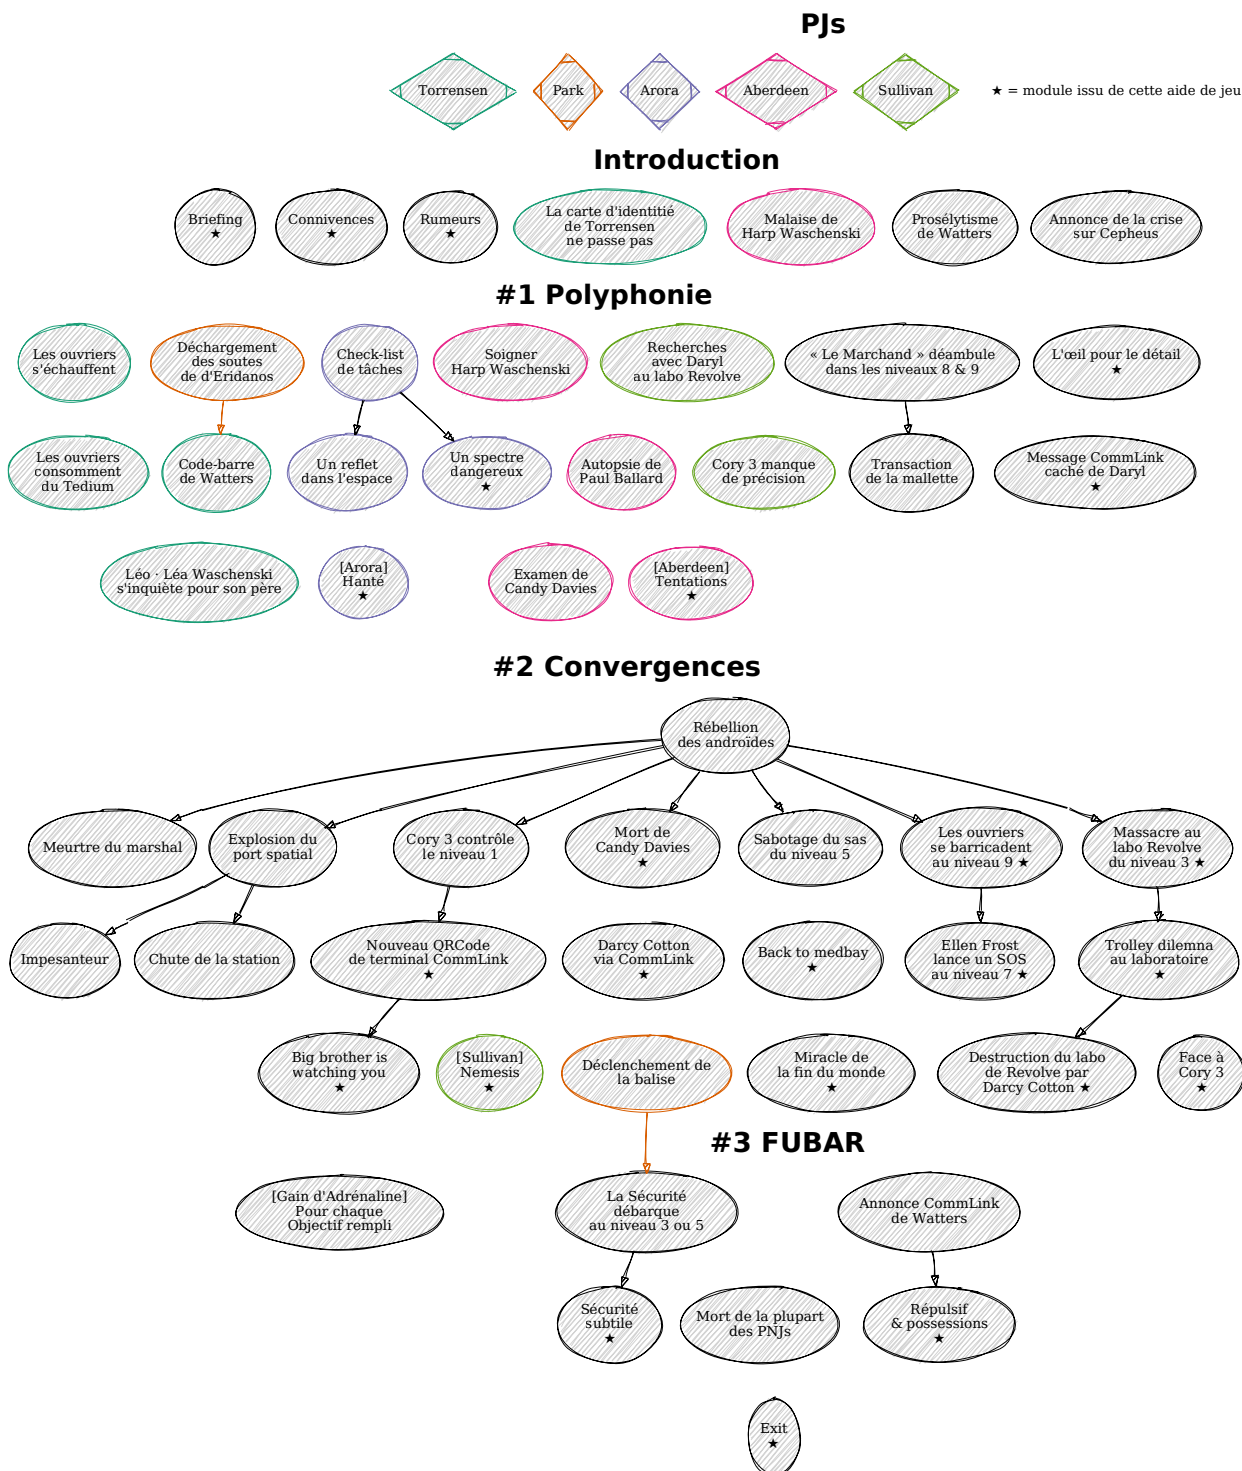 PJs
Torrensen
Park
Arora
Aberdeen
Sullivan
★ = module issu de cette aide de jeu
Introduction
Briefing
★
Connivences
★
Rumeurs
★
La carte d'identitié
de Torrensen
ne passe pas
Malaise de
Harp Waschenski
Prosélytisme
de Watters
Annonce de la crise
sur Cepheus
#1 Polyphonie
Les ouvriers
s'échauffent
Déchargement
des soutes
de d'Eridanos
Check-list
de tâches
Soigner
Harp Waschenski
Recherches
avec Daryl
au labo Revolve
« Le Marchand » déambule
dans les niveaux 8 & 9
L'œil pour le détail
★
Les ouvriers
consomment
du Tedium
Code-barre
de Watters
Un reflet
dans l'espace
Un spectre
dangereux
★
Autopsie de
Paul Ballard
Cory 3 manque
de précision
Transaction
de la mallette
Message CommLink
caché de Daryl
★
Léo · Léa Waschenski
s'inquiète pour son père
[Arora]
Hanté
★
Examen de
Candy Davies
[Aberdeen]
Tentations
★
#2 Convergences
Rébellion
des androïdes
Meurtre du marshal
Explosion du
port spatial
Cory 3 contrôle
le niveau 1
Mort de
Candy Davies
★
Sabotage du sas
du niveau 5
Les ouvriers
se barricadent
au niveau 9 ★
Massacre au
labo Revolve
du niveau 3 ★
Impesanteur
Chute de la station
Nouveau QRCode
de terminal CommLink
★
Darcy Cotton
via CommLink
★
Back to medbay
★
Ellen Frost
lance un SOS
au niveau 7 ★
Trolley dilemna
au laboratoire
★
Big brother is
watching you
★
[Sullivan]
Nemesis
★
Déclenchement de
la balise
Miracle de
la fin du monde
★
Destruction du labo
de Revolve par
Darcy Cotton ★
Face à
Cory 3
★
#3 FUBAR
[Gain d'Adrénaline]
Pour chaque
Objectif rempli
La Sécurité
débarque
au niveau 3 ou 5
Annonce CommLink
de Watters
Sécurité
subtile
★
Mort de la plupart
des PNJs
Répulsif
& possessions
★
Exit
★